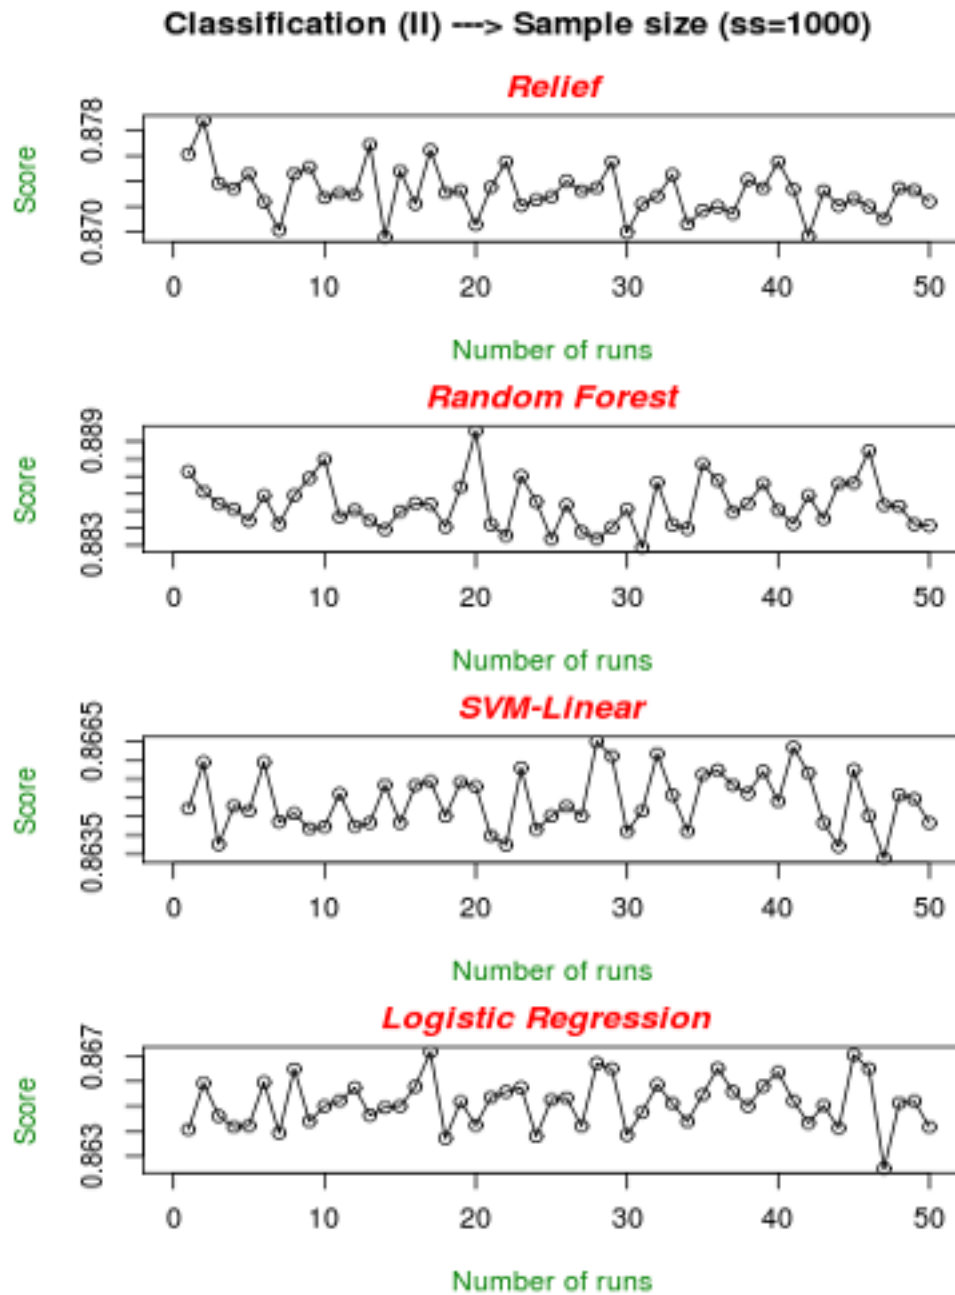 Classification (II) ---> Sample size (ss=1000)
Relief
Score
0.878
0.870
0 10 20 30 40 50
Number of runs
Random Forest
Score
0.889
0.883
0 10 20 30 40 50
Number of runs
SVM-Linear
Score
0.8665
0.8635
0 10 20 30 40 50
Number of runs
Logistic Regression
Score
0.867
0.863
0 10 20 30 40 50
Number of runs